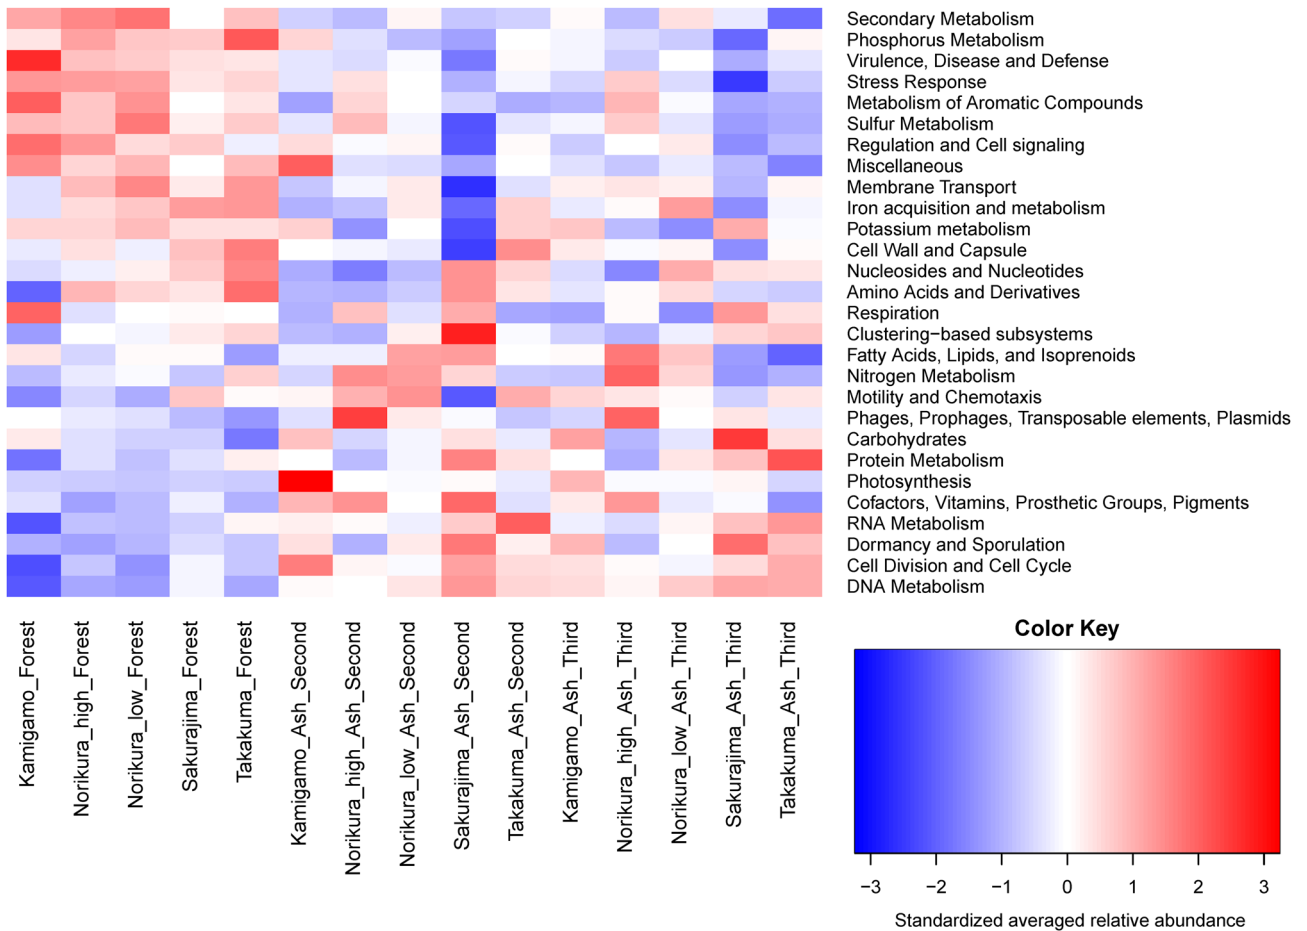 Secondary Metabolism
Phosphorus Metabolism
Virulence, Disease and Defense
Stress Response
Metabolism of Aromatic Compounds
Sulfur Metabolism
Regulation and Cell signaling
Miscellaneous
Membrane Transport
Iron acquisition and metabolism
Potassium metabolism
Cell Wall and Capsule
Nucleosides and Nucleotides
Amino Acids and Derivatives
Respiration
Clustering−based subsystems
Fatty Acids, Lipids, and Isoprenoids
Nitrogen Metabolism
Motility and Chemotaxis
Phages, Prophages, Transposable elements, Plasmids
Carbohydrates
Protein Metabolism
Photosynthesis
Cofactors, Vitamins, Prosthetic Groups, Pigments
RNA Metabolism
Dormancy and Sporulation
Cell Division and Cell Cycle
DNA Metabolism
Kamigamo_Forest
Norikura_high_Forest
Norikura_low_Forest
Sakurajima_Forest
Takakuma_Forest
Kamigamo_Ash_Second
Norikura_high_Ash_Second
Norikura_low_Ash_Second
Sakurajima_Ash_Second
Takakuma_Ash_Second
Kamigamo_Ash_Third
Norikura_high_Ash_Third
Norikura_low_Ash_Third
Sakurajima_Ash_Third
Takakuma_Ash_Third
Color Key
−3 −2 −1 0 1 2 3
Standardized averaged relative abundance